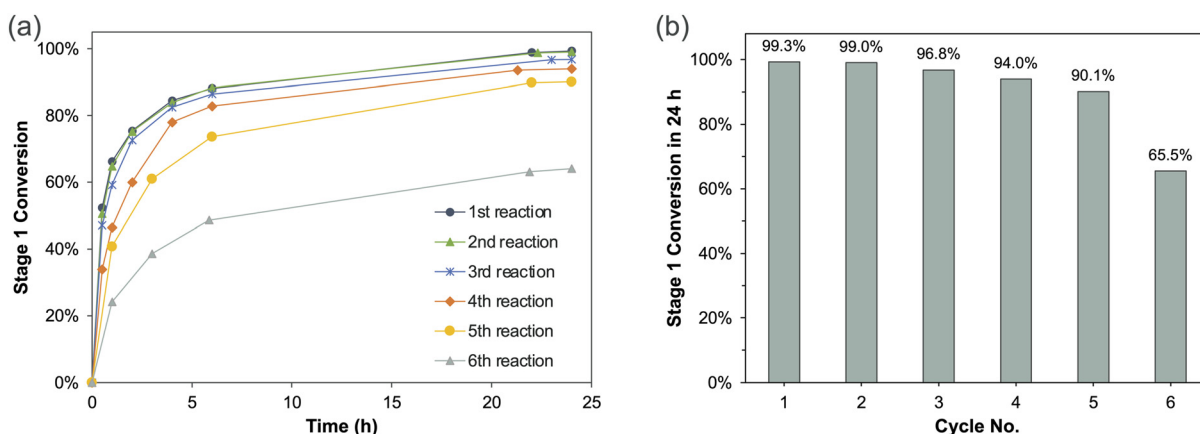 (a)
100%
80%
60%
40%
20%
0%
Stage 1 Conversion
0
5
10
15
20
25
Time (h)
1st reaction
2nd reaction
3rd reaction
4th reaction
5th reaction
6th reaction
(b)
100%
80%
60%
40%
20%
0%
Stage 1 Conversion in 24 h
99.3%
99.0%
96.8%
94.0%
90.1%
65.5%
1
2
3
4
5
6
Cycle No.